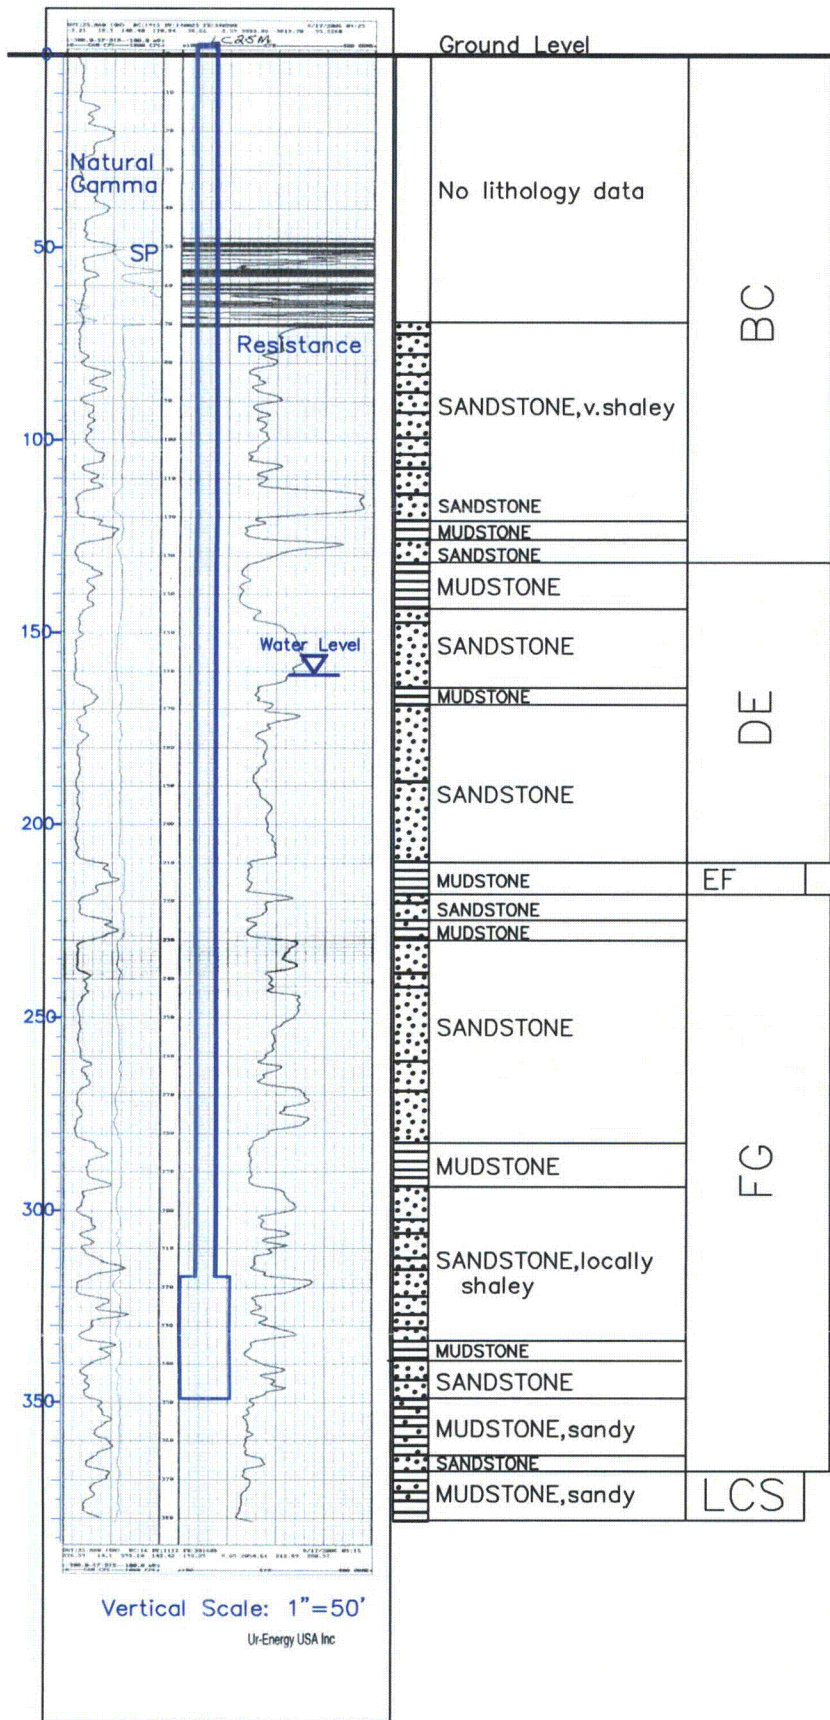 LC25M
Ground Level
0
Natural
Gamma
No lithology data
50
SP
BC
Resistance
SANDSTONE,v.shaley
100
SANDSTONE
MUDSTONE
SANDSTONE
MUDSTONE
150
Water Level
SANDSTONE
MUDSTONE
DE
SANDSTONE
200
MUDSTONE
EF
SANDSTONE
MUDSTONE
250
SANDSTONE
MUDSTONE
FG
300
SANDSTONE,locally
shaley
MUDSTONE
SANDSTONE
350
MUDSTONE,sandy
SANDSTONE
MUDSTONE,sandy
LCS
Vertical Scale: 1"=50'
Ur-Energy USA Inc